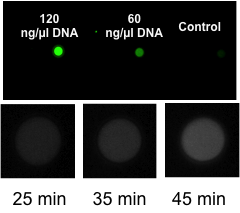 120
ng/µl DNA
60
ng/µl DNA
Control
25 min
35 min
45 min